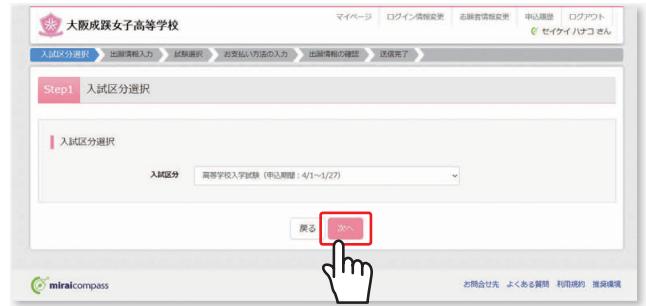 大阪成蹊女子高等学校
マイページ ログイン情報変更 志願者情報変更 申込履歴 ログアウト
セイケイ ハナコ さん
入試区分選択 出願情報入力 試験選択 お支払い方法の入力 出願情報の確認 送信完了
Step1 入試区分選択
入試区分選択
入試区分 高等学校入学試験（申込期間：4/1～1/27）
戻る 次へ
miraicompass
お問合せ先 よくある質問 利用規約 推奨環境